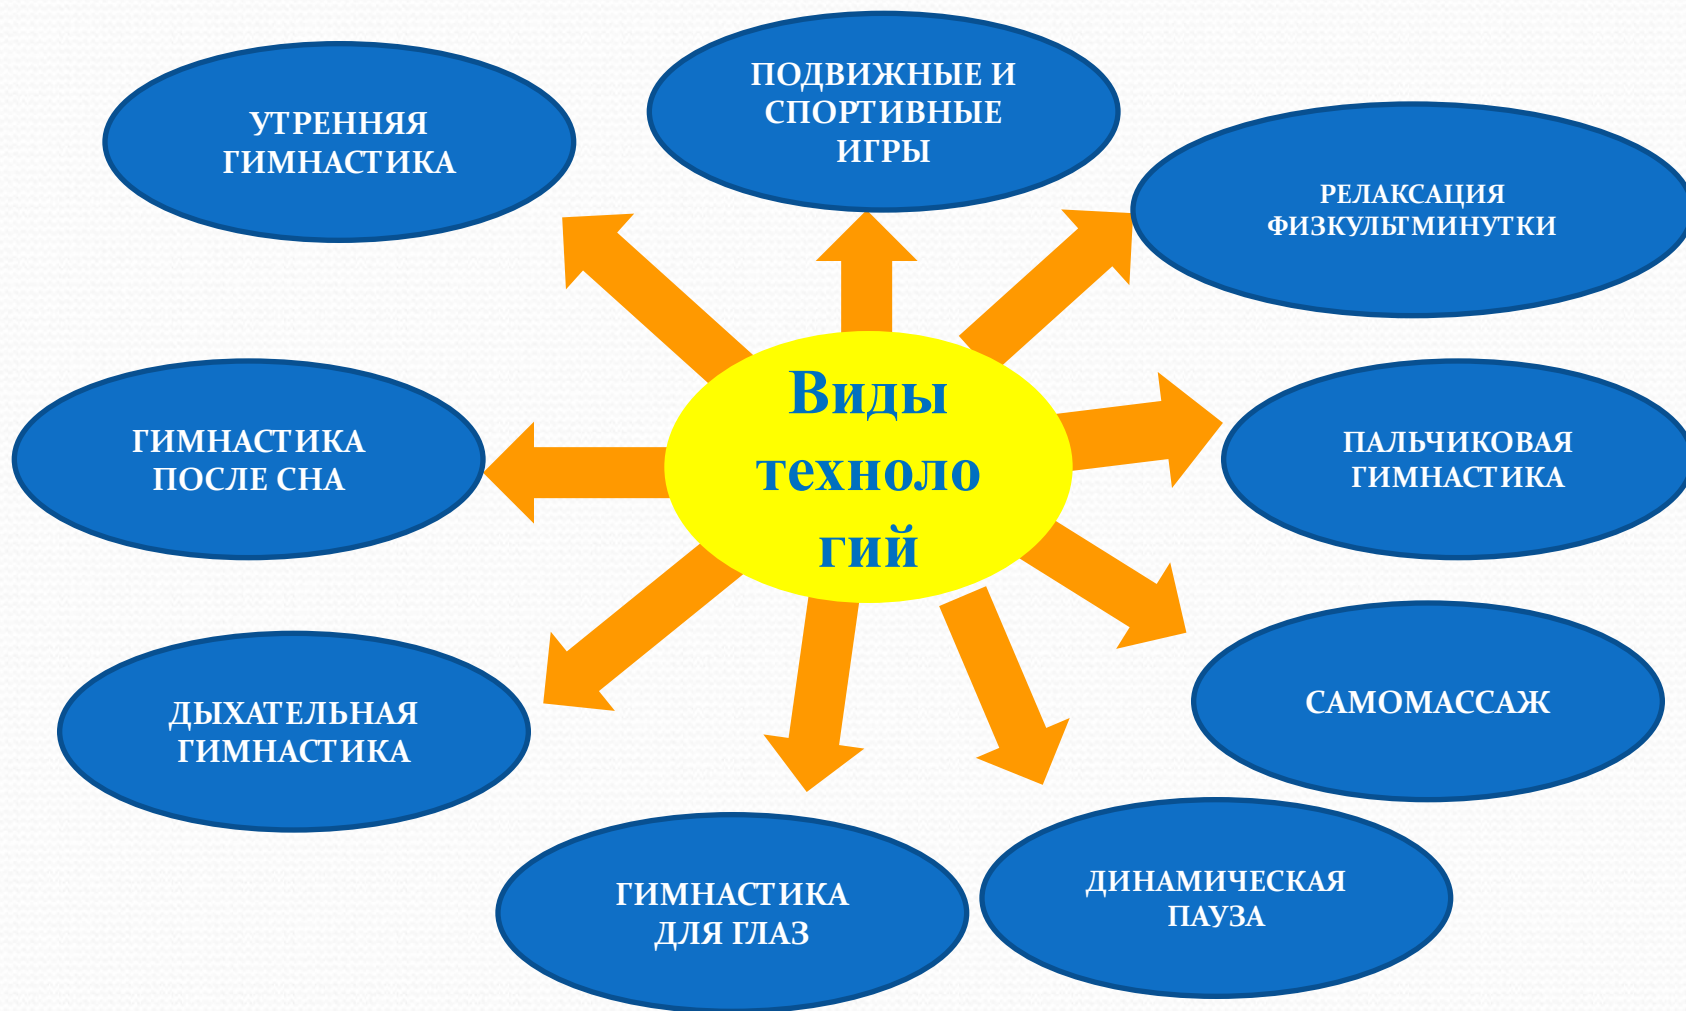 УТРЕННЯЯ
ГИМНАСТИКА
ПОДВИЖНЫЕ И
СПОРТИВНЫЕ
ИГРЫ
РЕЛАКСАЦИЯ
ФИЗКУЛЬТМИНУТКИ
Виды
техноло
гий
ГИМНАСТИКА
ПОСЛЕ СНА
ПАЛЬЧИКОВАЯ
ГИМНАСТИКА
ДЫХАТЕЛЬНАЯ
ГИМНАСТИКА
САМОМАССАЖ
ГИМНАСТИКА
ДЛЯ ГЛАЗ
ДИНАМИЧЕСКАЯ
ПАУЗА